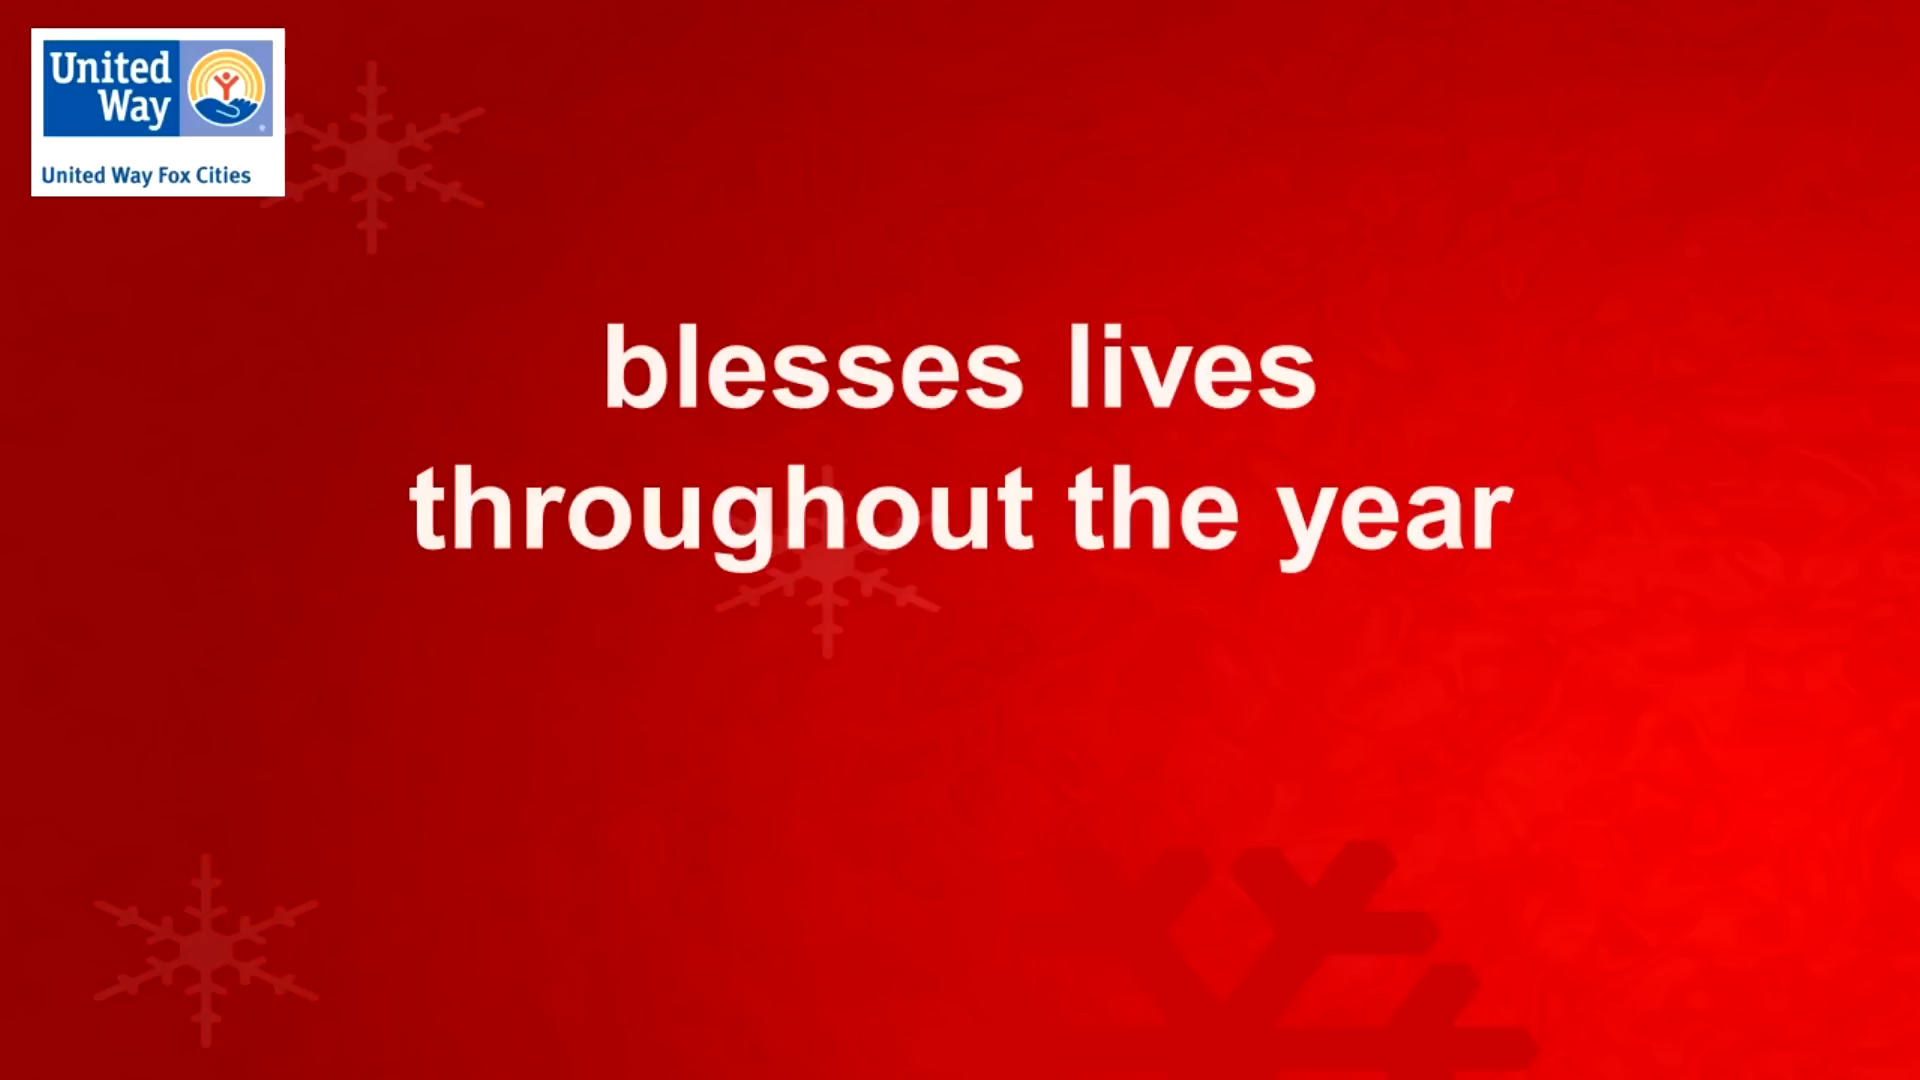 United
Way
United Way Fox Cities
blesses lives
throughout the year